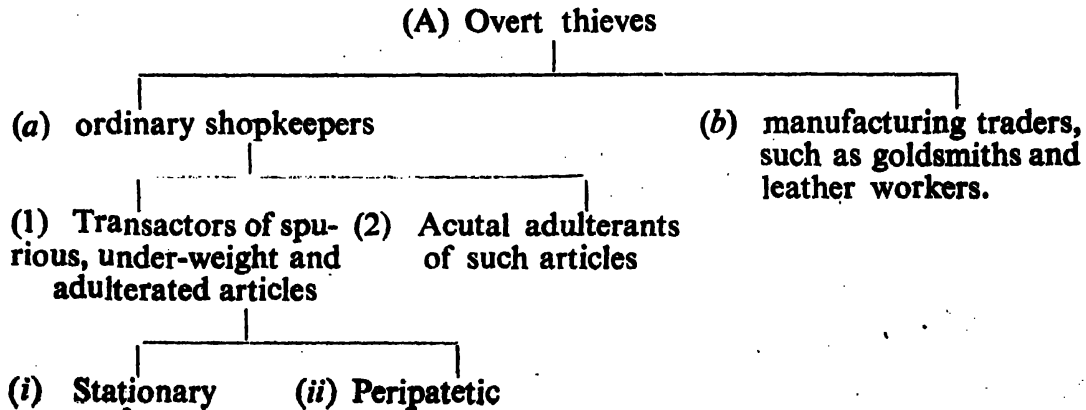 (A) Overt thieves
(a) ordinary shopkeepers
(b) manufacturing traders,
such as goldsmiths and
leather workers.
(1) Transactors of spu-
rious, under-weight and
adulterated articles
(2) Acutal adulterants
of such articles
(i) Stationary
(ii) Peripatetic